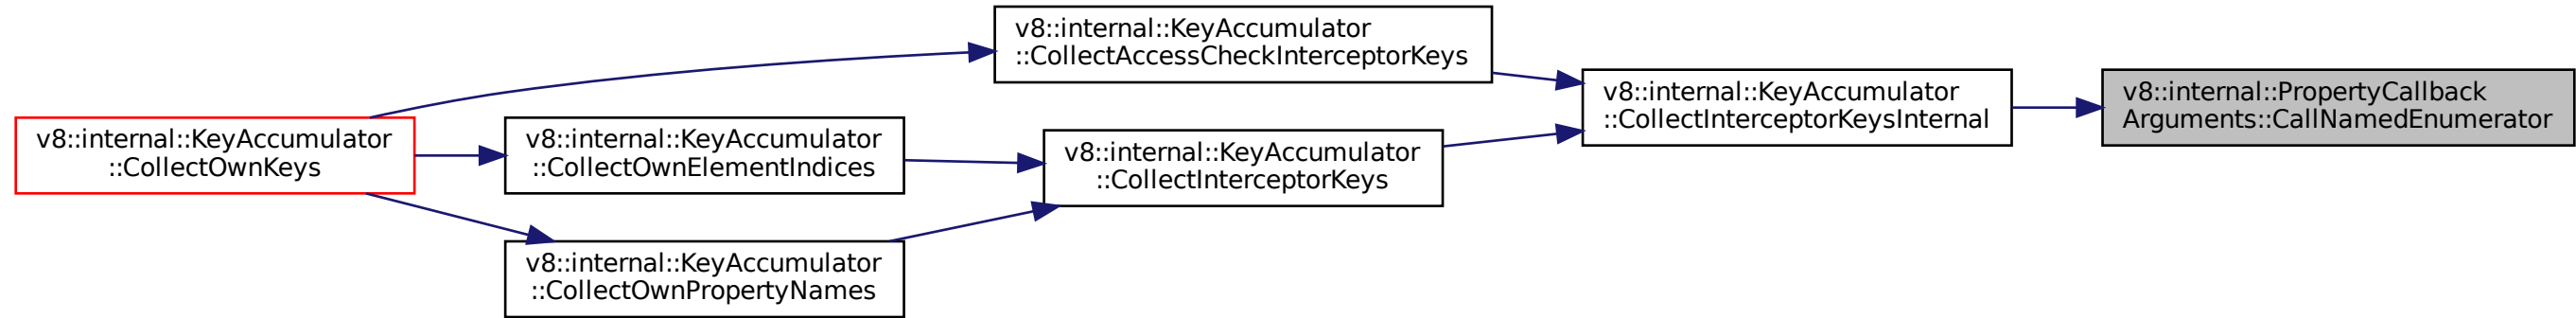 v8::internal::KeyAccumulator
::CollectOwnKeys
v8::internal::KeyAccumulator
::CollectAccessCheckInterceptorKeys
v8::internal::KeyAccumulator
::CollectOwnElementIndices
v8::internal::KeyAccumulator
::CollectOwnPropertyNames
v8::internal::KeyAccumulator
::CollectInterceptorKeys
v8::internal::KeyAccumulator
::CollectInterceptorKeysInternal
v8::internal::PropertyCallback
Arguments::CallNamedEnumerator